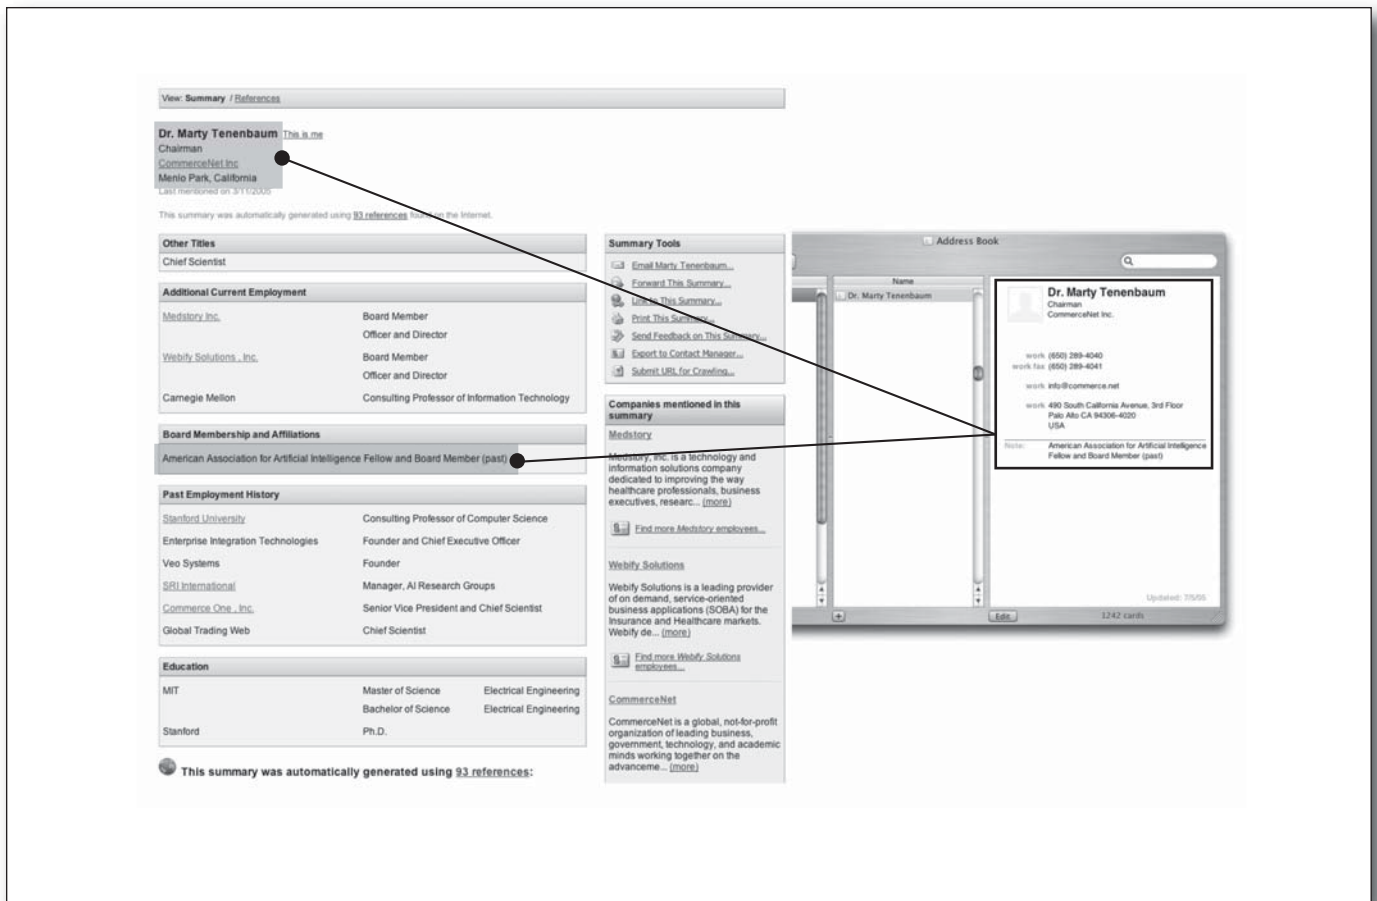 View: Summary / References
Dr. Marty Tenenbaum This is me
Chairman
CommerceNet Inc
Menlo Park, California
Last mentioned on 3/11/2005
This summary was automatically generated using 93 references found on the Internet.
Other Titles
Chief Scientist
Additional Current Employment
Medstory Inc. Board Member
Officer and Director
Webify Solutions , Inc. Board Member
Officer and Director
Carnegie Mellon Consulting Professor of Information Technology
Board Membership and Affiliations
American Association for Artificial Intelligence Fellow and Board Member (past)
Past Employment History
Stanford University Consulting Professor of Computer Science
Enterprise Integration Technologies Founder and Chief Executive Officer
Veo Systems Founder
SRI International Manager, AI Research Groups
Commerce One , Inc. Senior Vice President and Chief Scientist
Global Trading Web Chief Scientist
Education
MIT Master of Science Electrical Engineering
Bachelor of Science Electrical Engineering
Stanford Ph.D.
This summary was automatically generated using 93 references:
Summary Tools
Email Marty Tenenbaum...
Forward This Summary...
Link to This Summary...
Print This Summary...
Send Feedback on This Summary...
Export to Contact Manager...
Submit URL for Crawling...
Companies mentioned in this
summary
Medstory
Medstory, Inc. is a technology and
information solutions company
dedicated to improving the way
healthcare professionals, business
executives, researc... (more)
Find more Medstory employees...
Webify Solutions
Webify Solutions is a leading provider
of on demand, service-oriented
business applications (SOBA) for the
Insurance and Healthcare markets.
Webify de... (more)
Find more Webify Solutions
employees...
CommerceNet
CommerceNet is a global, not-for-profit
organization of leading business,
government, technology, and academic
minds working together on the
advanceme... (more)
Address Book
Name
Dr. Marty Tenenbaum
Dr. Marty Tenenbaum
Chairman
CommerceNet Inc.
work (650) 289-4040
work fax (650) 289-4041
work info@commerce.net
work 490 South California Avenue, 3rd Floor
Palo Alto CA 94306-4020
USA
Note: American Association for Artificial Intelligence
Fellow and Board Member (past)
Updated: 7/5/05
Edit 1242 cards